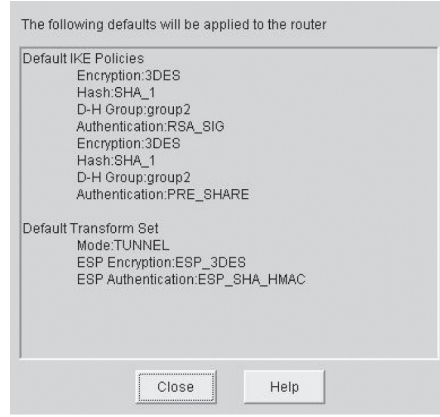 The following defaults will be applied to the router
Default IKE Policies
Encryption:3DES
Hash:SHA_1
D-H Group:group2
Authentication:RSA_SIG
Encryption:3DES
Hash:SHA_1
D-H Group:group2
Authentication:PRE_SHARE
Default Transform Set
Mode:TUNNEL
ESP Encryption:ESP_3DES
ESP Authentication:ESP_SHA_HMAC
Close
Help